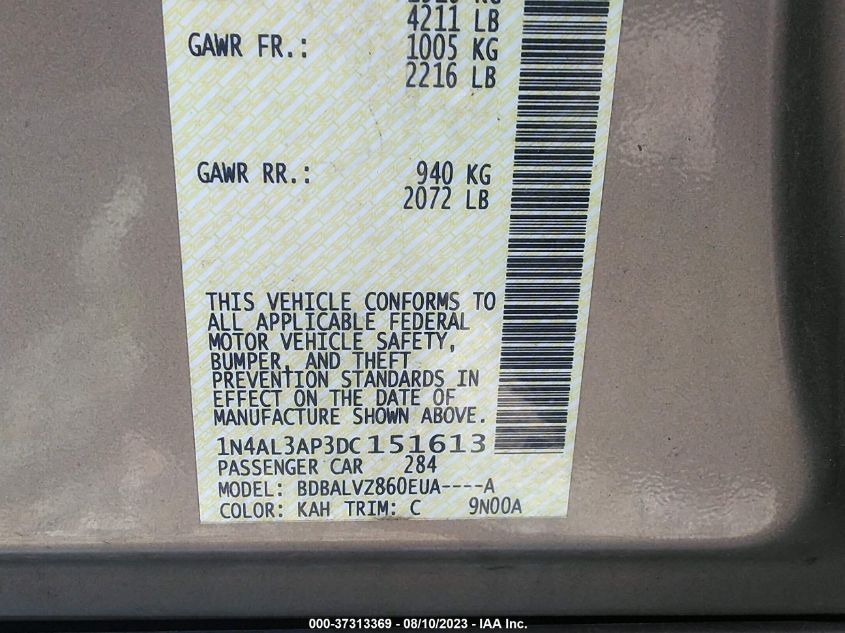 4211 LB
GAWR FR.: 1005 KG
2216 LB
GAWR RR.: 940 KG
2072 LB
THIS VEHICLE CONFORMS TO
ALL APPLICABLE FEDERAL
MOTOR VEHICLE SAFETY,
BUMPER, AND THEFT
PREVENTION STANDARDS IN
EFFECT ON THE DATE OF
MANUFACTURE SHOWN ABOVE.
1N4AL3AP3DC151613
PASSENGER CAR 284
MODEL: BDBALVZ860EUA----A
COLOR: KAH TRIM: C 9N00A
000-37313369 - 08/10/2023 - IAA Inc.